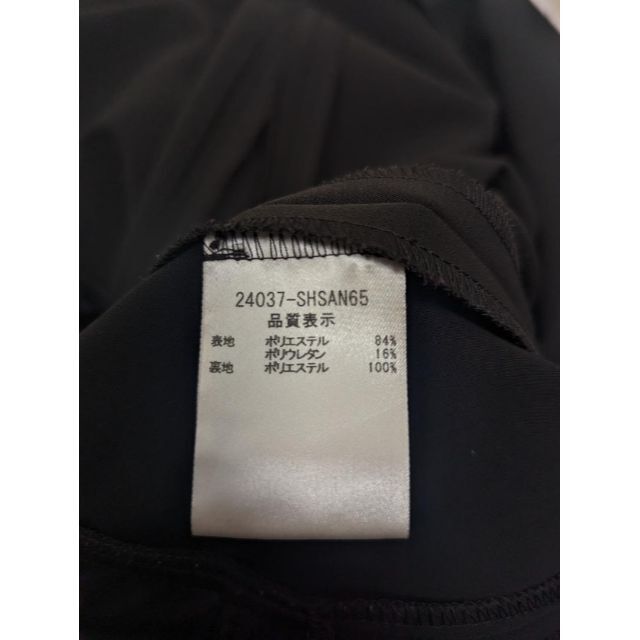 24037-SHSAN65
品質表示
表地 ポリエステル 84%
ポリウレタン 16%
裏地 ポリエステル 100%